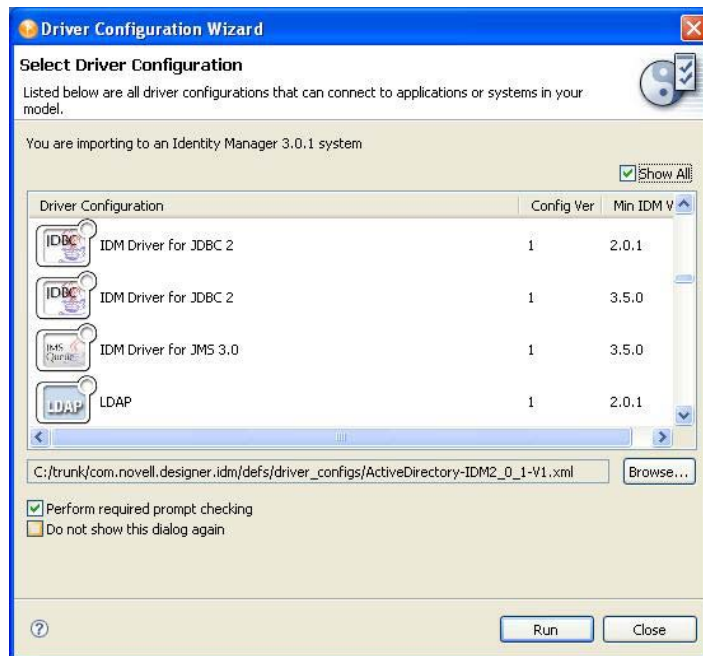 Driver Configuration Wizard
Select Driver Configuration
Listed below are all driver configurations that can connect to applications or systems in your
model.
You are importing to an Identity Manager 3.0.1 system
Show All
Driver Configuration Config Ver Min IDM V
JDBC IDM Driver for JDBC 2 1 2.0.1
JDBC IDM Driver for JDBC 2 1 3.5.0
JMS Queue IDM Driver for JMS 3.0 1 3.5.0
LDAP LDAP 1 2.0.1
C:/trunk/com.novell.designer.idm/defs/driver_configs/ActiveDirectory-IDM2_0_1-V1.xml Browse...
Perform required prompt checking
Do not show this dialog again
? Run Close